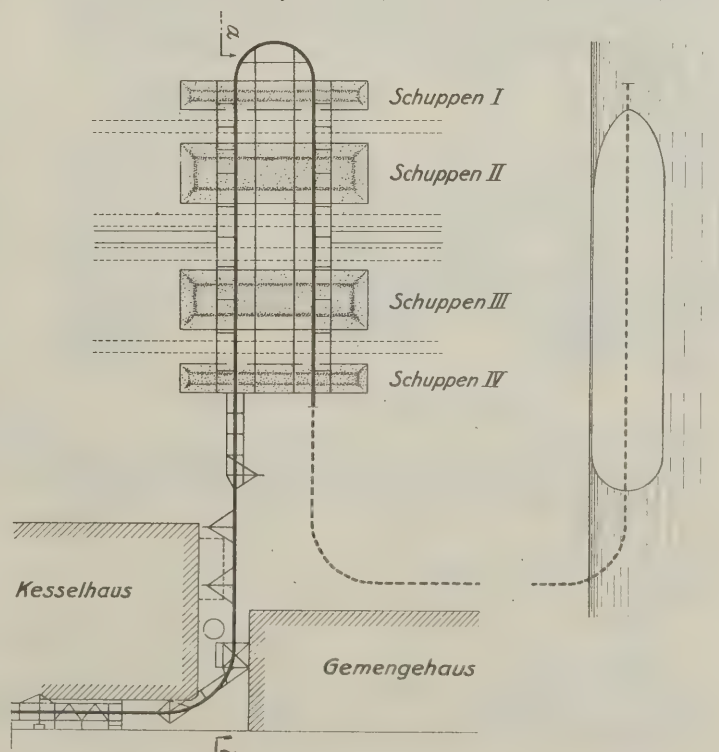 a
Schuppen I
Schuppen II
Schuppen III
Schuppen IV
Kesselhaus
Gemengehaus